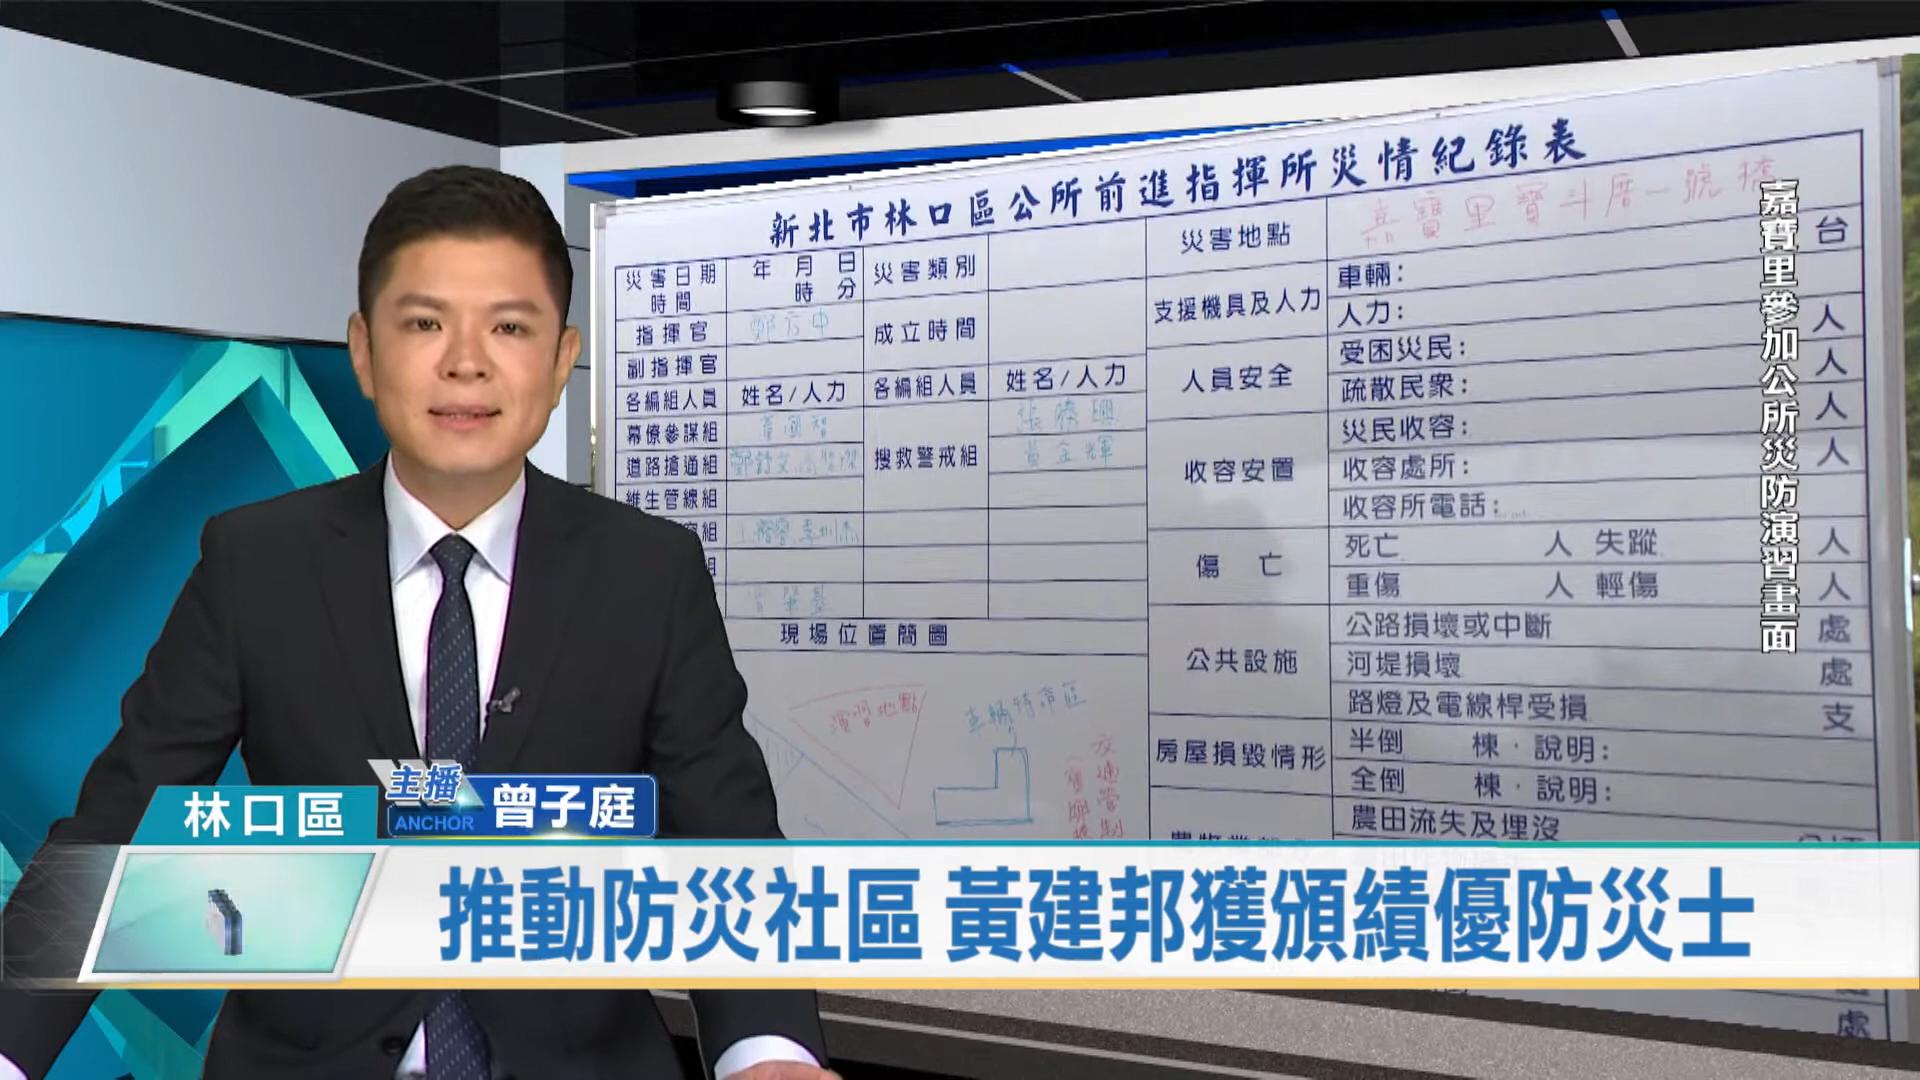 新北市林口區公所前進指揮所災情紀錄表
災害日期
時間
年 月 日
時 分
災害類別
災害地點
嘉寶里寶斗厝一號橋
台
指揮官
成立時間
支援機具及人力
車輛:
人力:
人
副指揮官
各編組人員
姓名/人力
各編組人員
姓名/人力
人員安全
受困災民:
人
疏散民眾:
人
幕僚參謀組
道路搶通組
搜救警戒組
維生管線組
收容安置
災民收容:
人
收容處所:
收容所電話:
組
傷 亡
死亡 人 失蹤 人
重傷 人 輕傷 人
現場位置簡圖
演習地點
公共設施
公路損壞或中斷 處
河堤損壞 處
路燈及電線桿受損 支
交通管制
房屋損毀情形
半倒 棟,說明:
全倒 棟,說明:
農田流失及埋沒
處
嘉寶里參加公所災防演習畫面
林口區
主播
ANCHOR
曾子庭
推動防災社區 黃建邦獲頒績優防災士